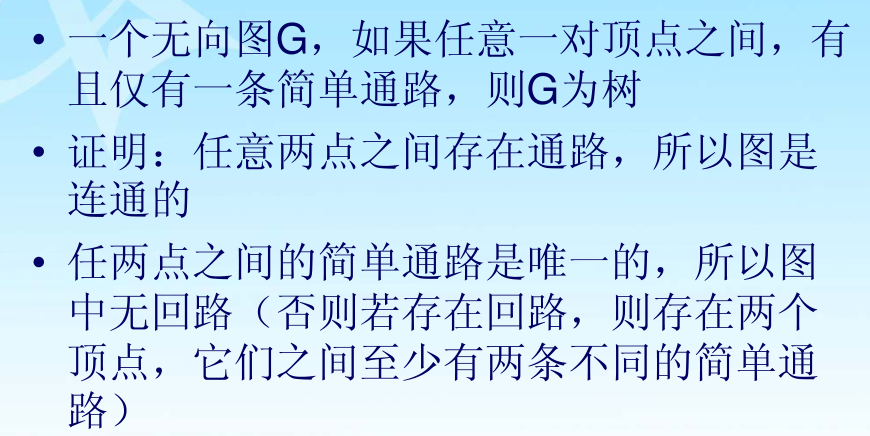 • 一个无向图G，如果任意一对顶点之间，有
且仅有一条简单通路，则G为树
• 证明：任意两点之间存在通路，所以图是
连通的
• 任两点之间的简单通路是唯一的，所以图
中无回路（否则若存在回路，则存在两个
顶点，它们之间至少有两条不同的简单通
路）